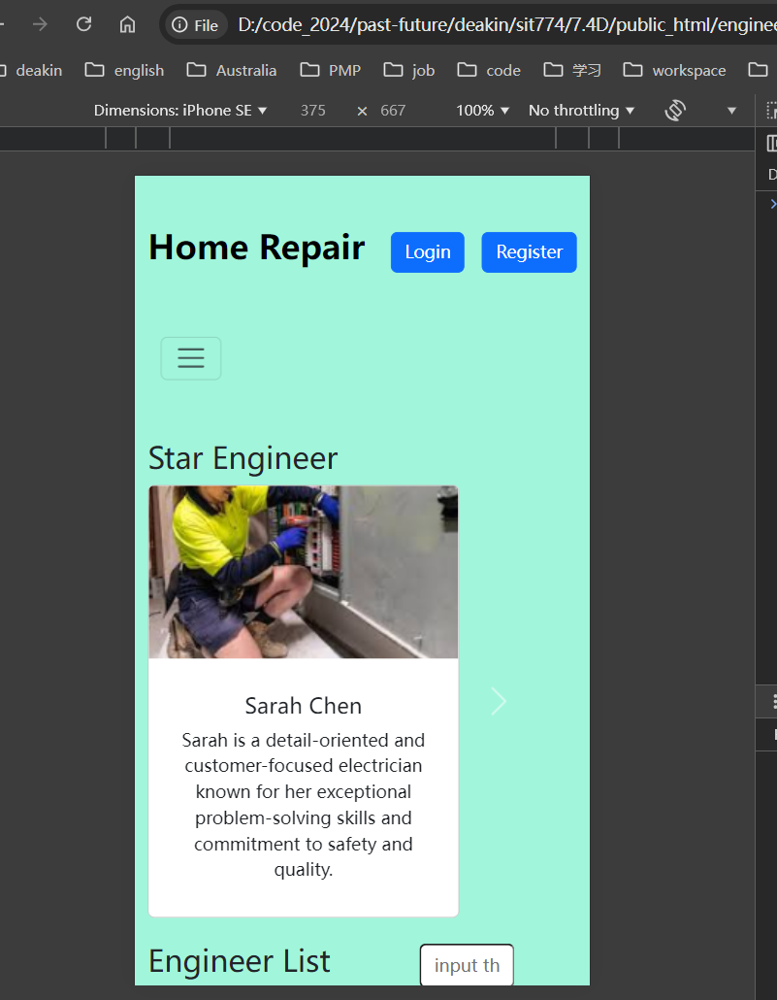 File D:/code_2024/past-future/deakin/sit774/7.4D/public_html/enginee
deakin english Australia PMP job code 学习 workspace
Dimensions: iPhone SE 375 × 667 100% No throttling
Home Repair Login Register
Star Engineer
Sarah Chen
Sarah is a detail-oriented and
customer-focused electrician
known for her exceptional
problem-solving skills and
commitment to safety and
quality.
Engineer List input th